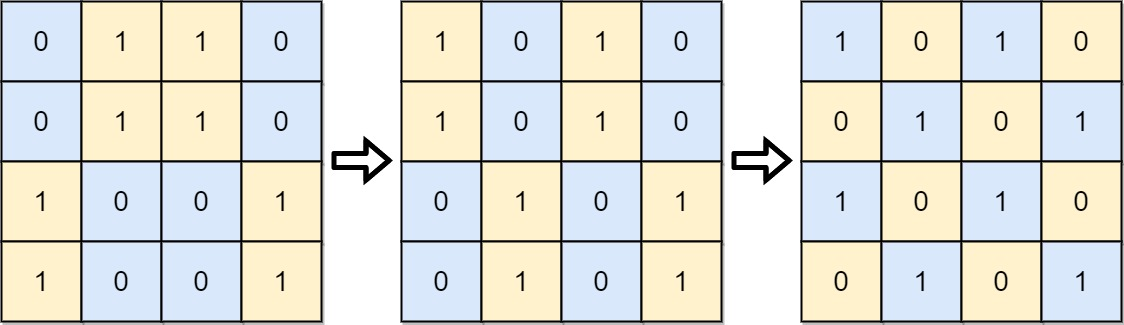 0 1 1 0 1 0 1 0 1 0 1 0
0 1 1 0 1 0 1 0 0 1 0 1
1 0 0 1 0 1 0 1 1 0 1 0
1 0 0 1 0 1 0 1 0 1 0 1